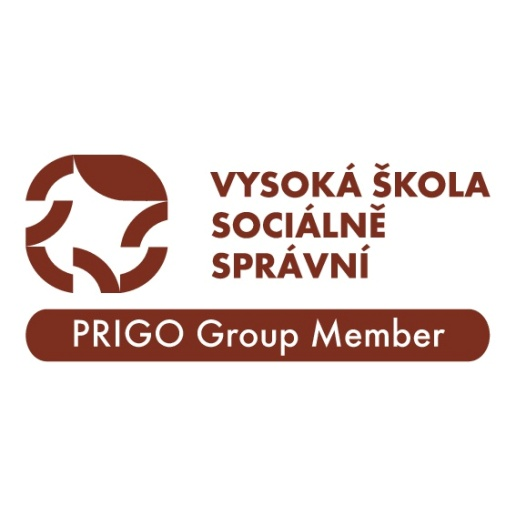 VYSOKÁ ŠKOLA
SOCIÁLNĚ
SPRÁVNÍ
PRIGO Group Member